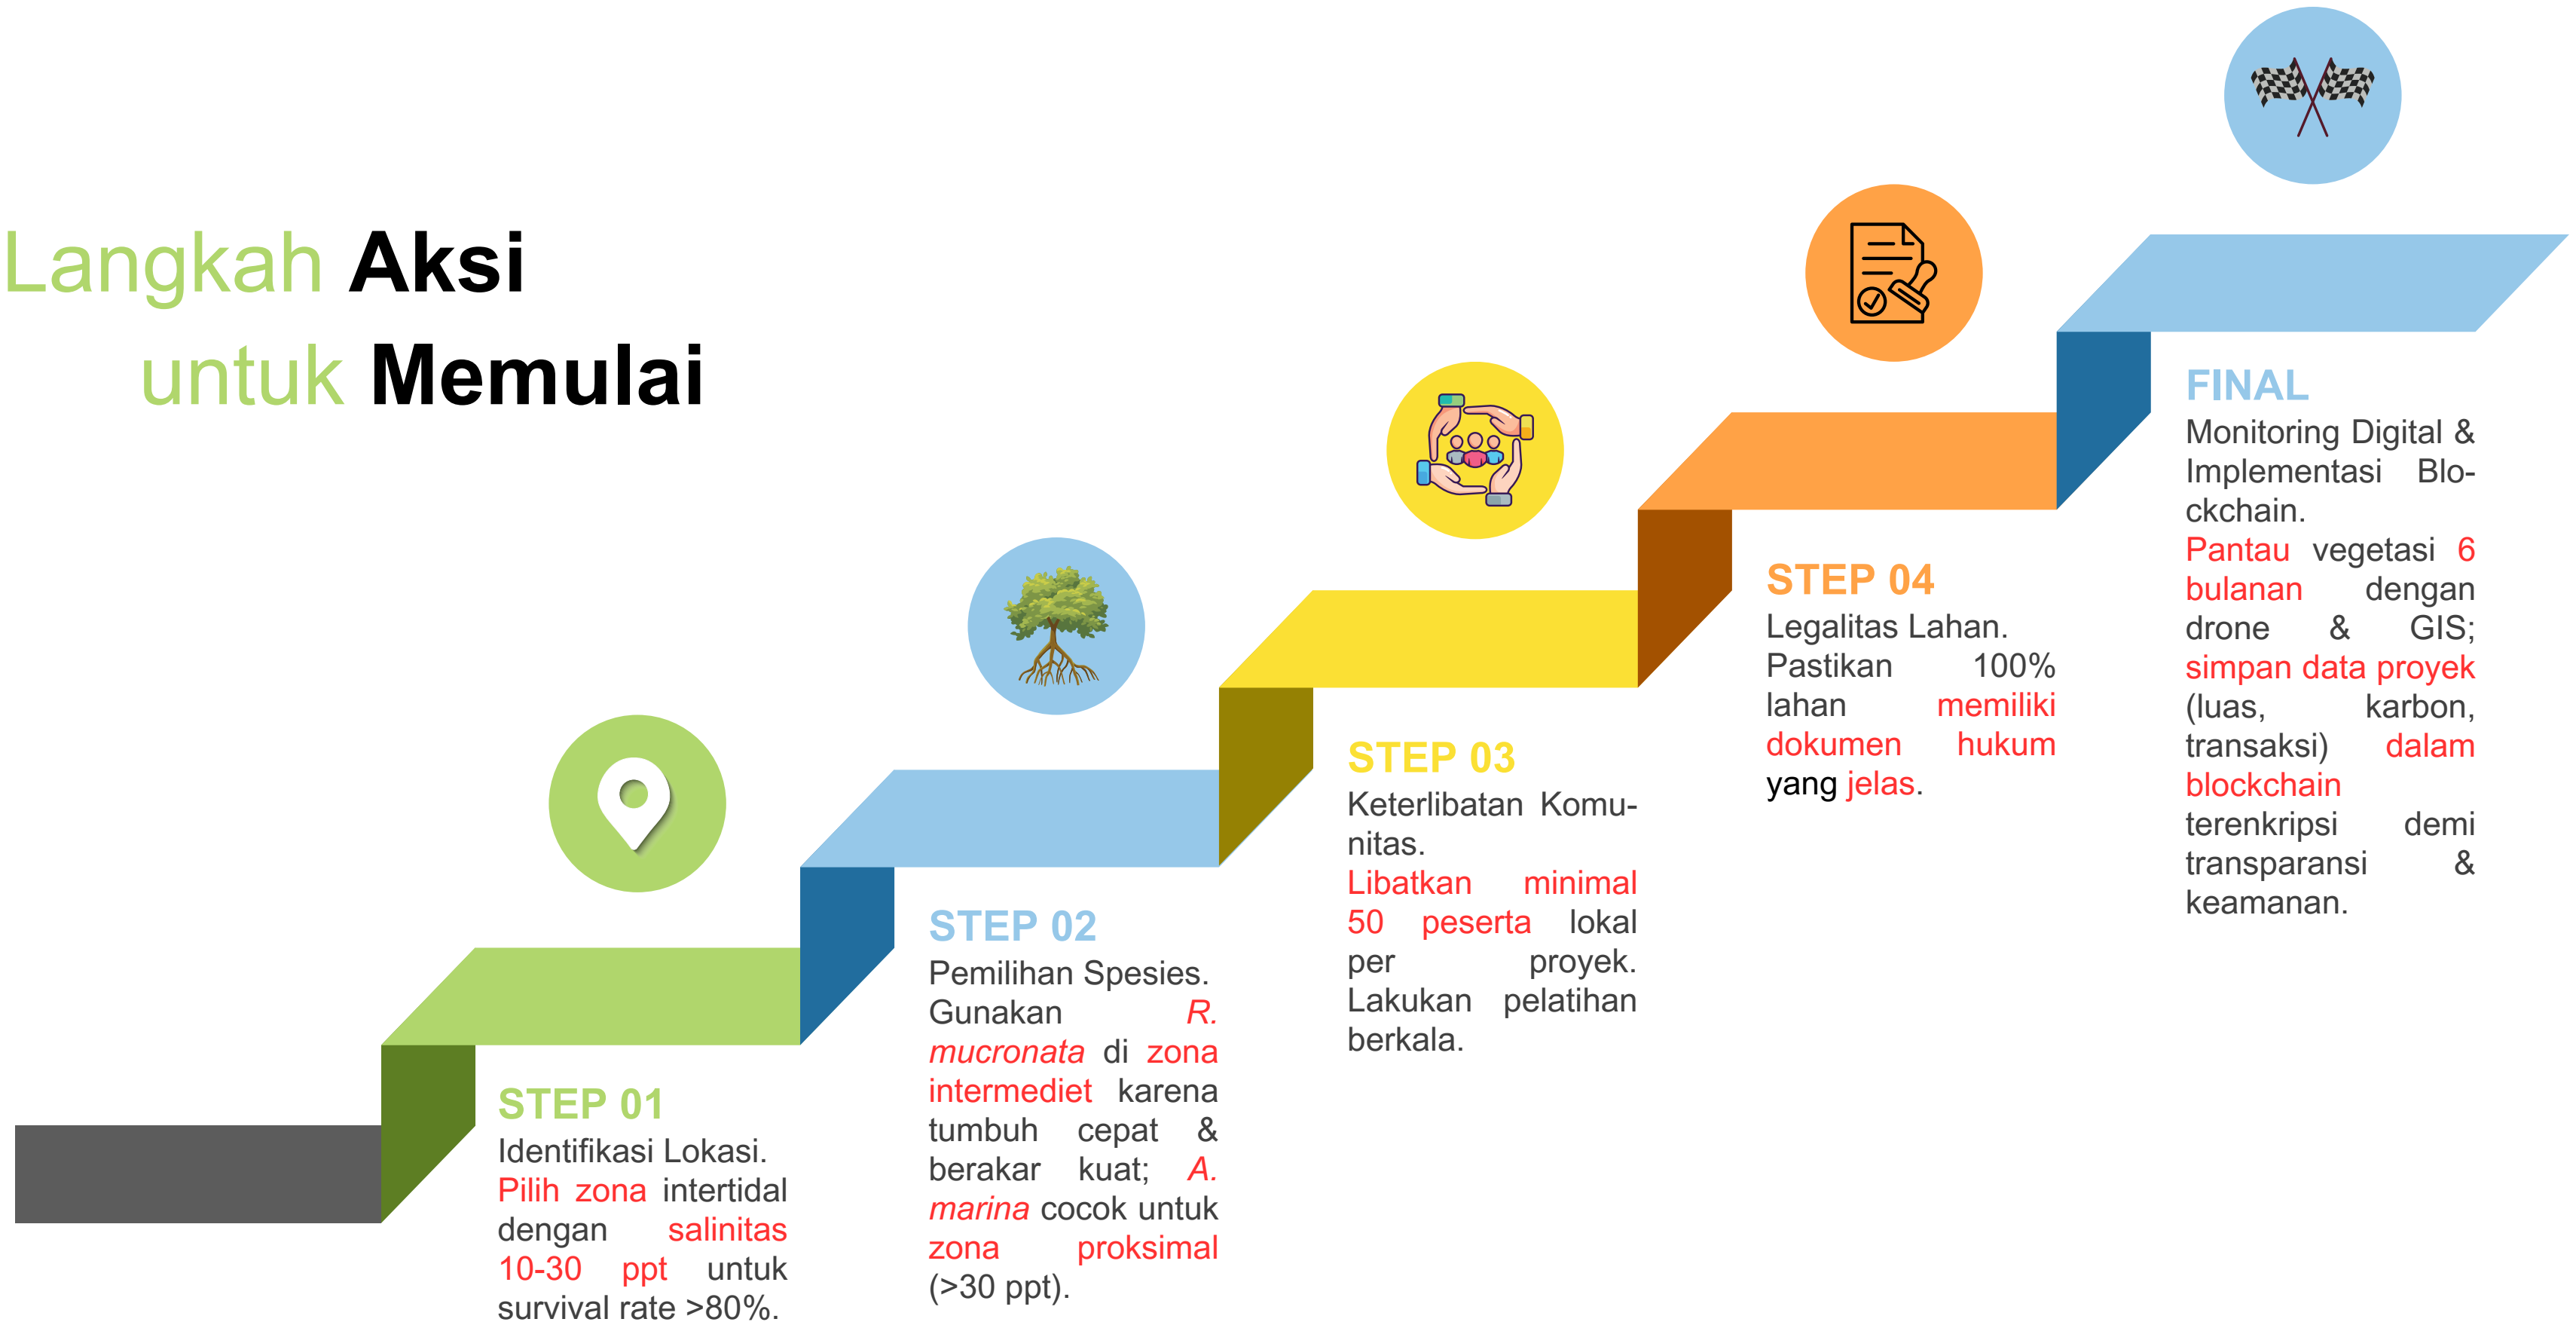 Langkah Aksi
untuk Memulai
STEP 01
Identifikasi Lokasi.
Pilih zona intertidal
dengan salinitas
10-30 ppt untuk
survival rate >80%.
STEP 02
Pemilihan Spesies.
Gunakan R.
mucronata di zona
intermediet karena
tumbuh cepat &
berakar kuat; A.
marina cocok untuk
zona proksimal
(>30 ppt).
STEP 03
Keterlibatan Komu-
nitas.
Libatkan minimal
50 peserta lokal
per proyek.
Lakukan pelatihan
berkala.
STEP 04
Legalitas Lahan.
Pastikan 100%
lahan memiliki
dokumen hukum
yang jelas.
FINAL
Monitoring Digital &
Implementasi Blo-
ckchain.
Pantau vegetasi 6
bulanan dengan
drone & GIS;
simpan data proyek
(luas, karbon,
transaksi) dalam
blockchain
terenkripsi demi
transparansi &
keamanan.